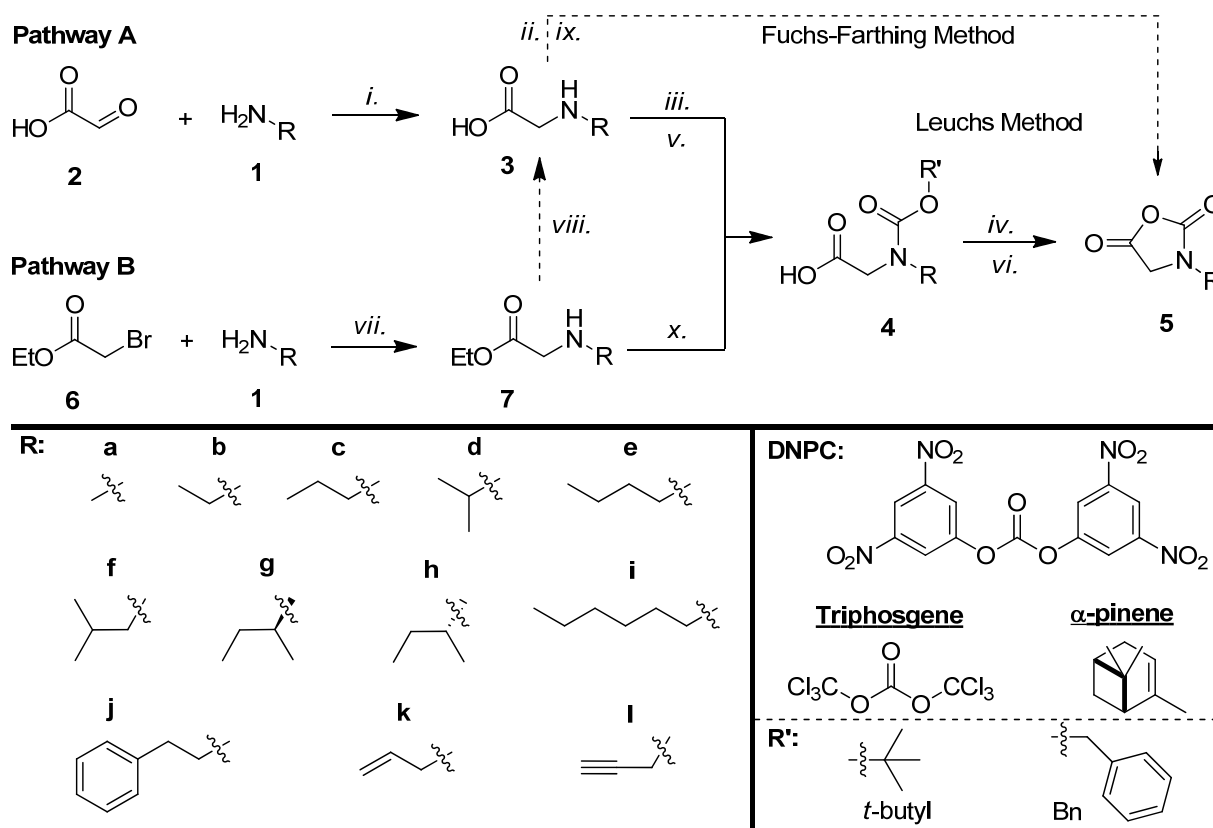 Pathway A
ii. ix. Fuchs-Farthing Method
O
HO
O
2
+
H2N
R
1
i.
O
HO
H
N
R
3
iii.
v.
Leuchs Method
viii.
R'
O
O
O
HO
N
R
4
iv.
vi.
O
O
O
N
R
5
Pathway B
O
EtO
Br
6
+
H2N
R
1
vii.
O
EtO
H
N
R
7
x.
R: a b c d e
f g h i
j k l
DNPC:
NO2 NO2
O
O2N O O NO2
Triphosgene α-pinene
O
Cl3C O O CCl3
R':
t-butyl Bn